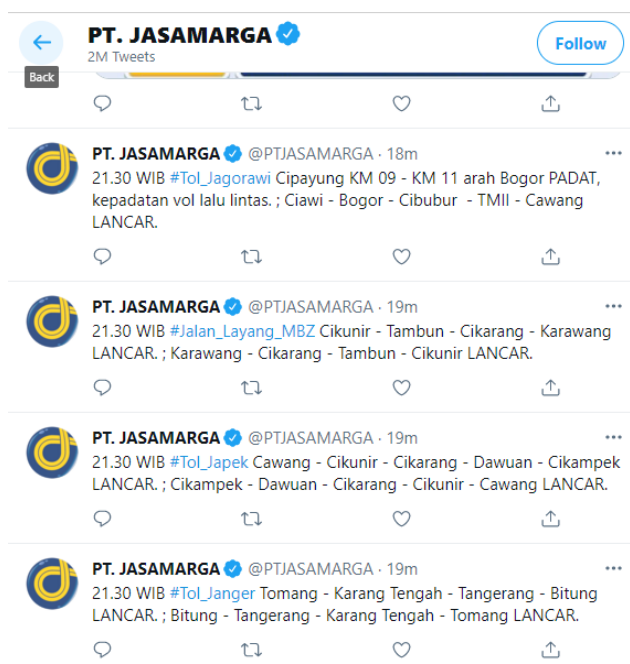 PT. JASAMARGA
2M Tweets
Follow
Back
PT. JASAMARGA @PTJASAMARGA · 18m
21.30 WIB #Tol_Jagorawi Cipayung KM 09 - KM 11 arah Bogor PADAT,
kepadatan vol lalu lintas. ; Ciawi - Bogor - Cibubur - TMII - Cawang
LANCAR.
PT. JASAMARGA @PTJASAMARGA · 19m
21.30 WIB #Jalan_Layang_MBZ Cikunir - Tambun - Cikarang - Karawang
LANCAR. ; Karawang - Cikarang - Tambun - Cikunir LANCAR.
PT. JASAMARGA @PTJASAMARGA · 19m
21.30 WIB #Tol_Japek Cawang - Cikunir - Cikarang - Dawuan - Cikampek
LANCAR. ; Cikampek - Dawuan - Cikarang - Cikunir - Cawang LANCAR.
PT. JASAMARGA @PTJASAMARGA · 19m
21.30 WIB #Tol_Janger Tomang - Karang Tengah - Tangerang - Bitung
LANCAR. ; Bitung - Tangerang - Karang Tengah - Tomang LANCAR.